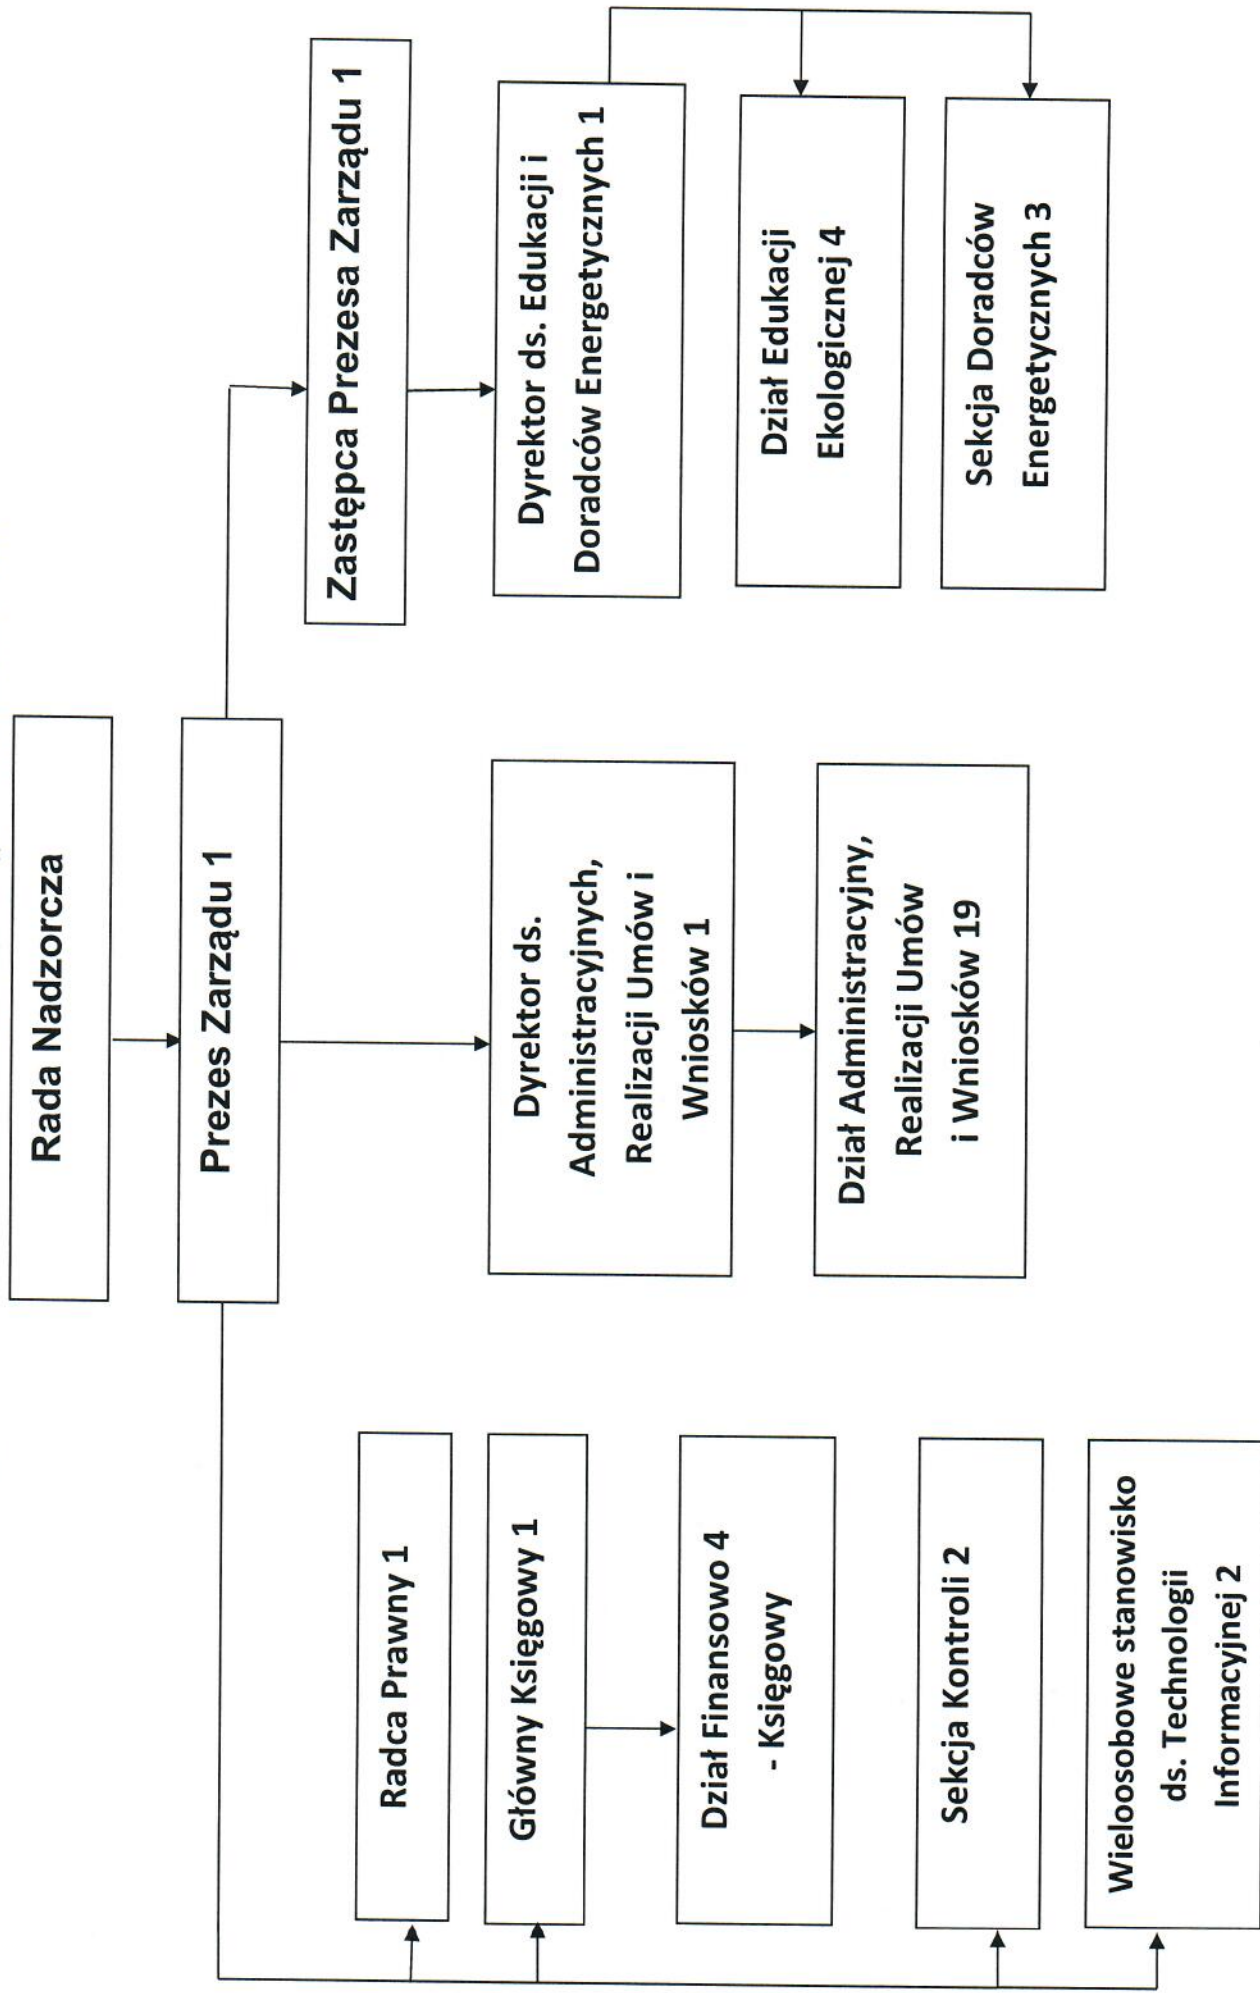 Rada Nadzorcza
Prezes Zarządu 1
Zastępca Prezesa Zarządu 1
Radca Prawny 1
Główny Księgowy 1
Dział Finansowo 4
- Księgowy
Sekcja Kontroli 2
Wieloosobowe stanowisko
ds. Technologii
Informacyjnej 2
Dyrektor ds.
Administracyjnych,
Realizacji Umów i
Wniosków 1
Dział Administracyjny,
Realizacji Umów
i Wniosków 19
Dyrektor ds. Edukacji i
Doradców Energetycznych 1
Dział Edukacji
Ekologicznej 4
Sekcja Doradców
Energetycznych 3